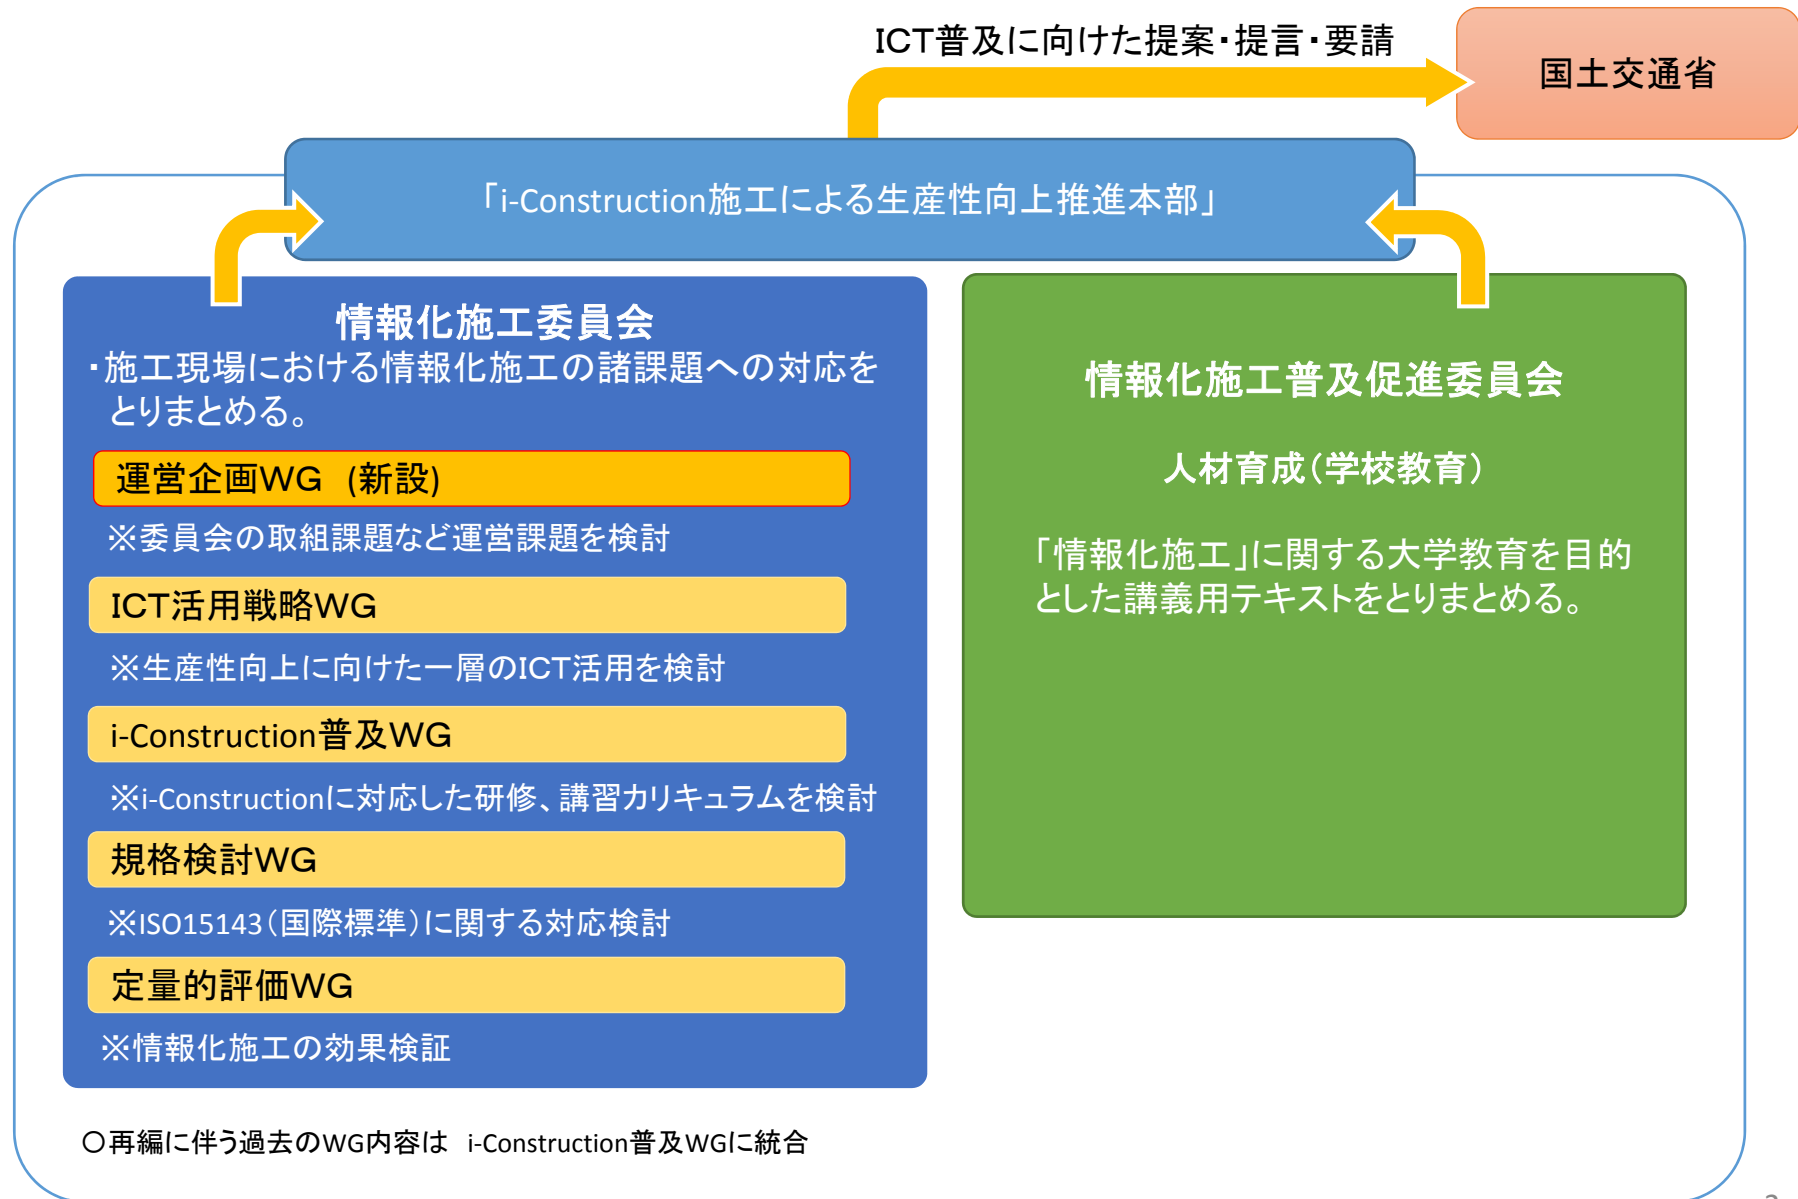 ICT普及に向けた提案・提言・要請
国土交通省
「i-Construction施工による生産性向上推進本部」
情報化施工委員会
・施工現場における情報化施工の諸課題への対応を
とりまとめる。
運営企画WG (新設)
※委員会の取組課題など運営課題を検討
ICT活用戦略WG
※生産性向上に向けた一層のICT活用を検討
i-Construction普及WG
※i-Constructionに対応した研修、講習カリキュラムを検討
規格検討WG
※ISO15143(国際標準)に関する対応検討
定量的評価WG
※情報化施工の効果検証
情報化施工普及促進委員会
人材育成(学校教育)
「情報化施工」に関する大学教育を目的
とした講義用テキストをとりまとめる。
〇再編に伴う過去のWG内容は i-Construction普及WGに統合